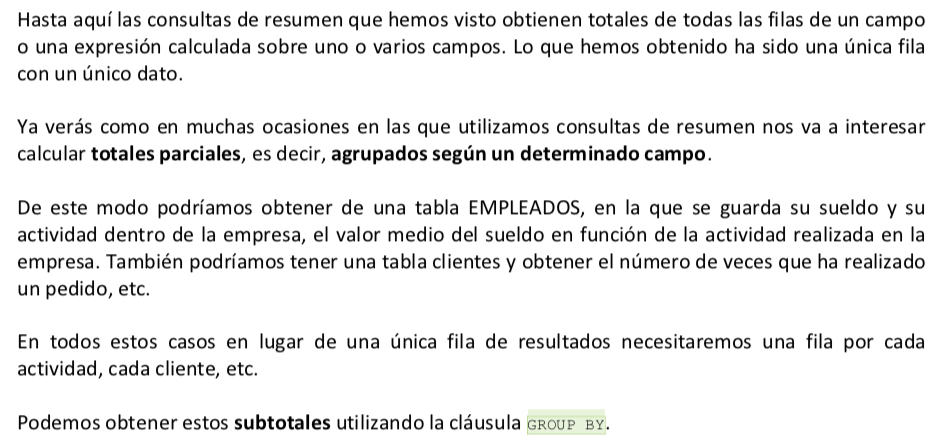 Hasta aquí las consultas de resumen que hemos visto obtienen totales de todas las filas de un campo
o una expresión calculada sobre uno o varios campos. Lo que hemos obtenido ha sido una única fila
con un único dato.
Ya verás como en muchas ocasiones en las que utilizamos consultas de resumen nos va a interesar
calcular totales parciales, es decir, agrupados según un determinado campo.
De este modo podríamos obtener de una tabla EMPLEADOS, en la que se guarda su sueldo y su
actividad dentro de la empresa, el valor medio del sueldo en función de la actividad realizada en la
empresa. También podríamos tener una tabla clientes y obtener el número de veces que ha realizado
un pedido, etc.
En todos estos casos en lugar de una única fila de resultados necesitaremos una fila por cada
actividad, cada cliente, etc.
Podemos obtener estos subtotales utilizando la cláusula GROUP BY.